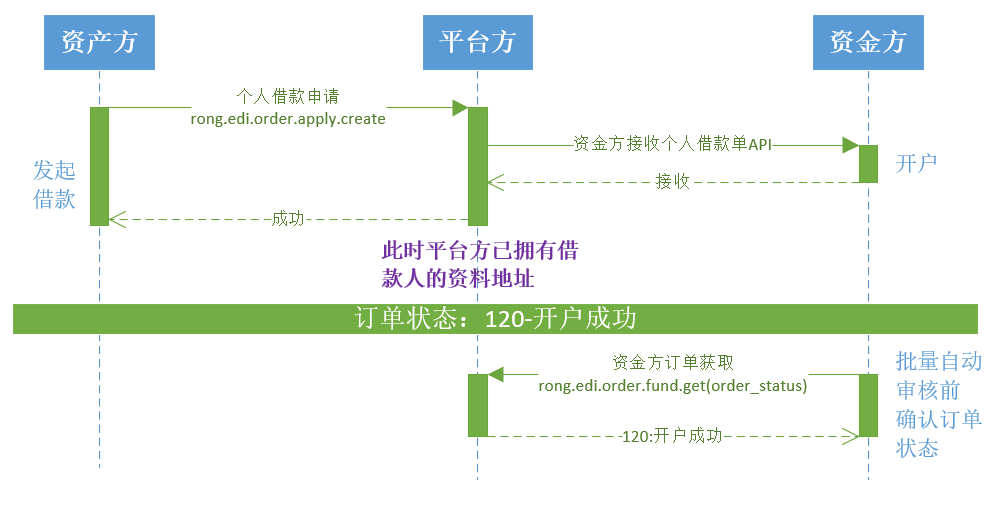 资产方
平台方
资金方
个人借款申请
rong.edi.order.apply.create
资金方接收个人借款单API
开户
发起
借款
接收
成功
此时平台方已拥有借
款人的资料地址
订单状态：120-开户成功
资金方订单获取
rong.edi.order.fund.get(order_status)
批量自动
审核前
确认订单
状态
120:开户成功